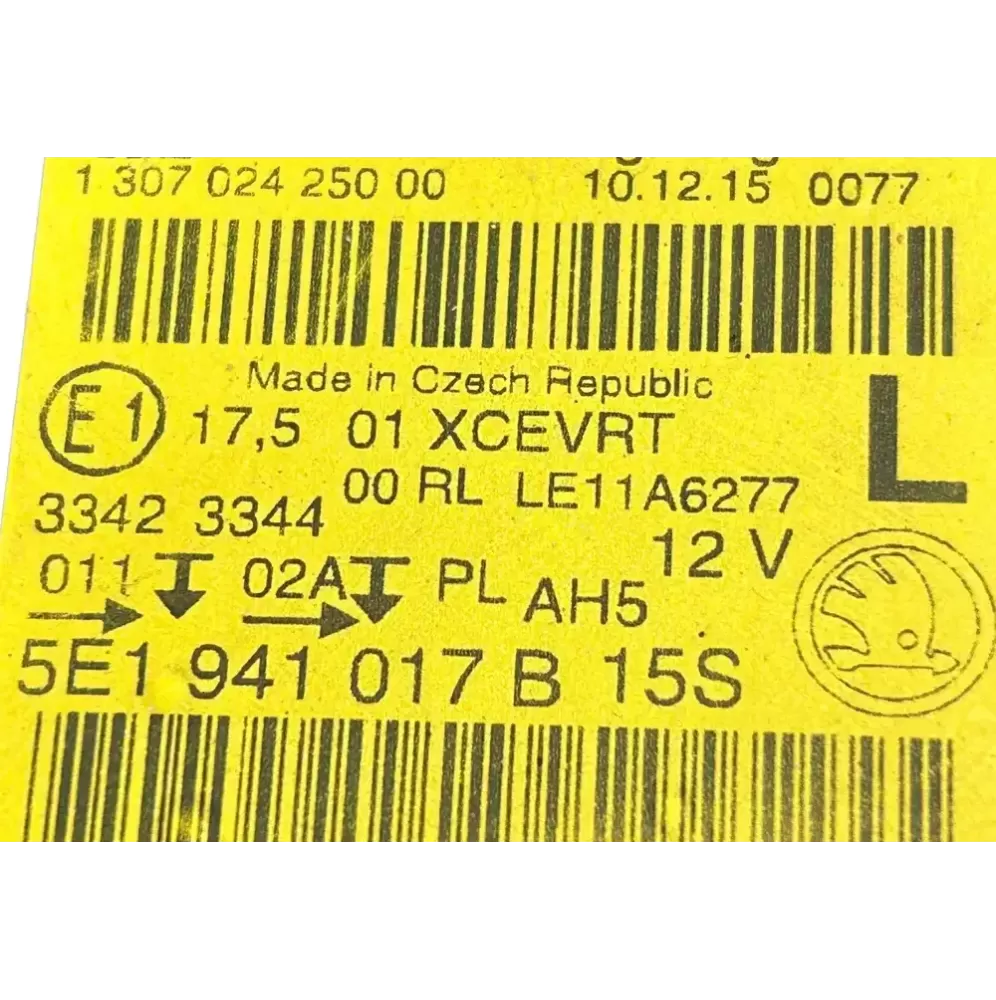 1 307 024 250 00 10.12.15 0077
Made in Czech Republic
E1 17,5 01 XCEVRT L
00 RL LE11A6277
3342 3344 12 V
011 02A PL AH5
5E1 941 017 B 15S